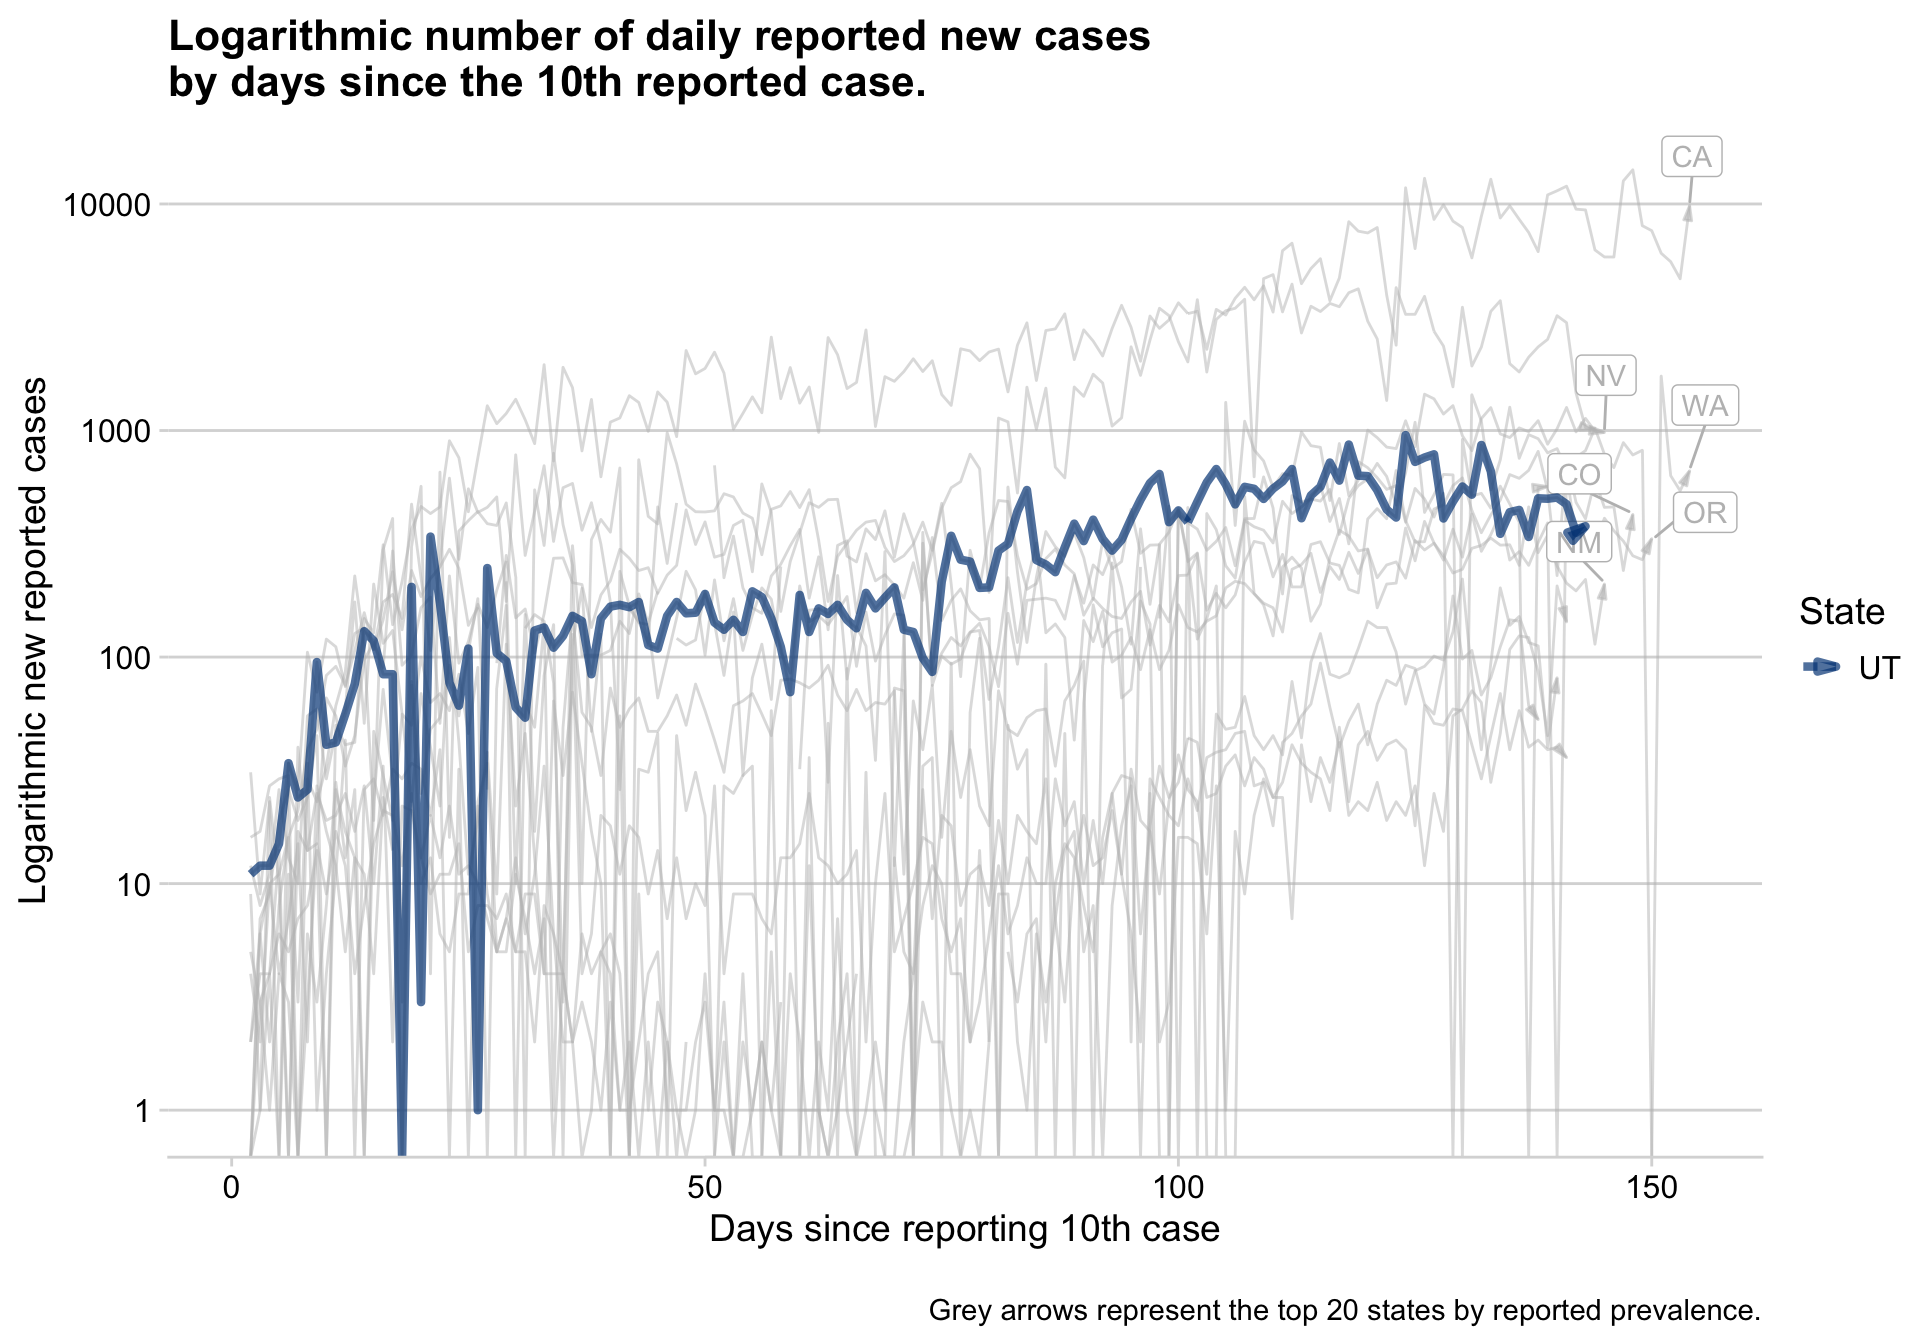 Logarithmic number of daily reported new cases
by days since the 10th reported case.
Logarithmic new reported cases
10000
1000
100
10
1
CA
NV
WA
CO
OR
NM
State
UT
0
50
100
150
Days since reporting 10th case
Grey arrows represent the top 20 states by reported prevalence.